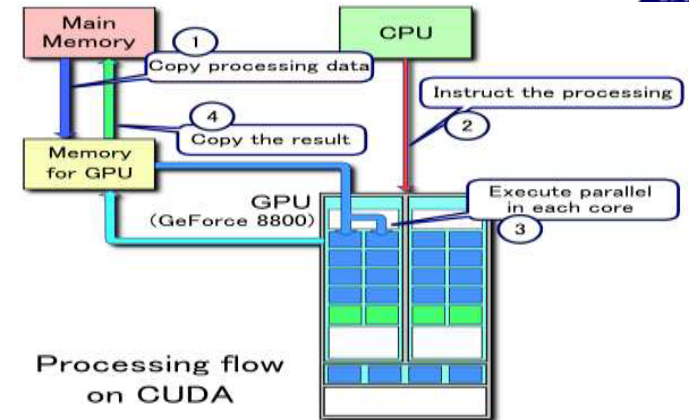 Main
Memory
1
Copy processing data
CPU
Instruct the processing
2
4
Copy the result
Memory
for GPU
GPU
(GeForce 8800)
Execute parallel
in each core
3
Processing flow
on CUDA